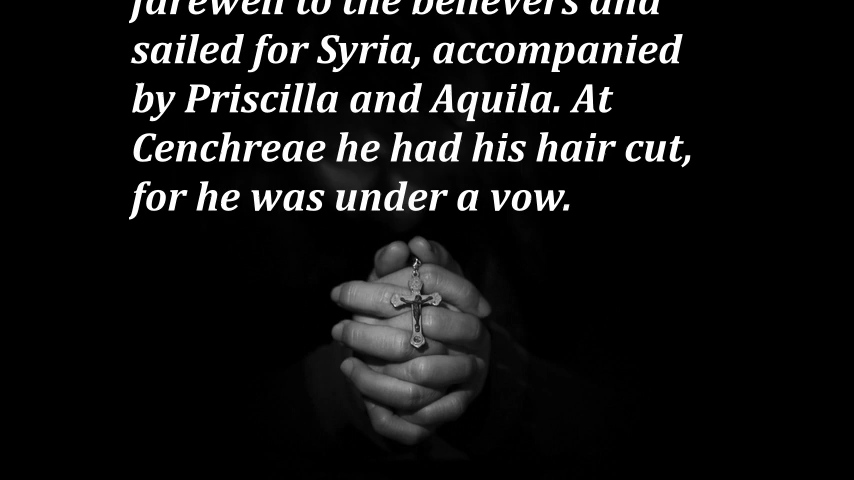 farewell to the believers and
sailed for Syria, accompanied
by Priscilla and Aquila. At
Cenchreae he had his hair cut,
for he was under a vow.